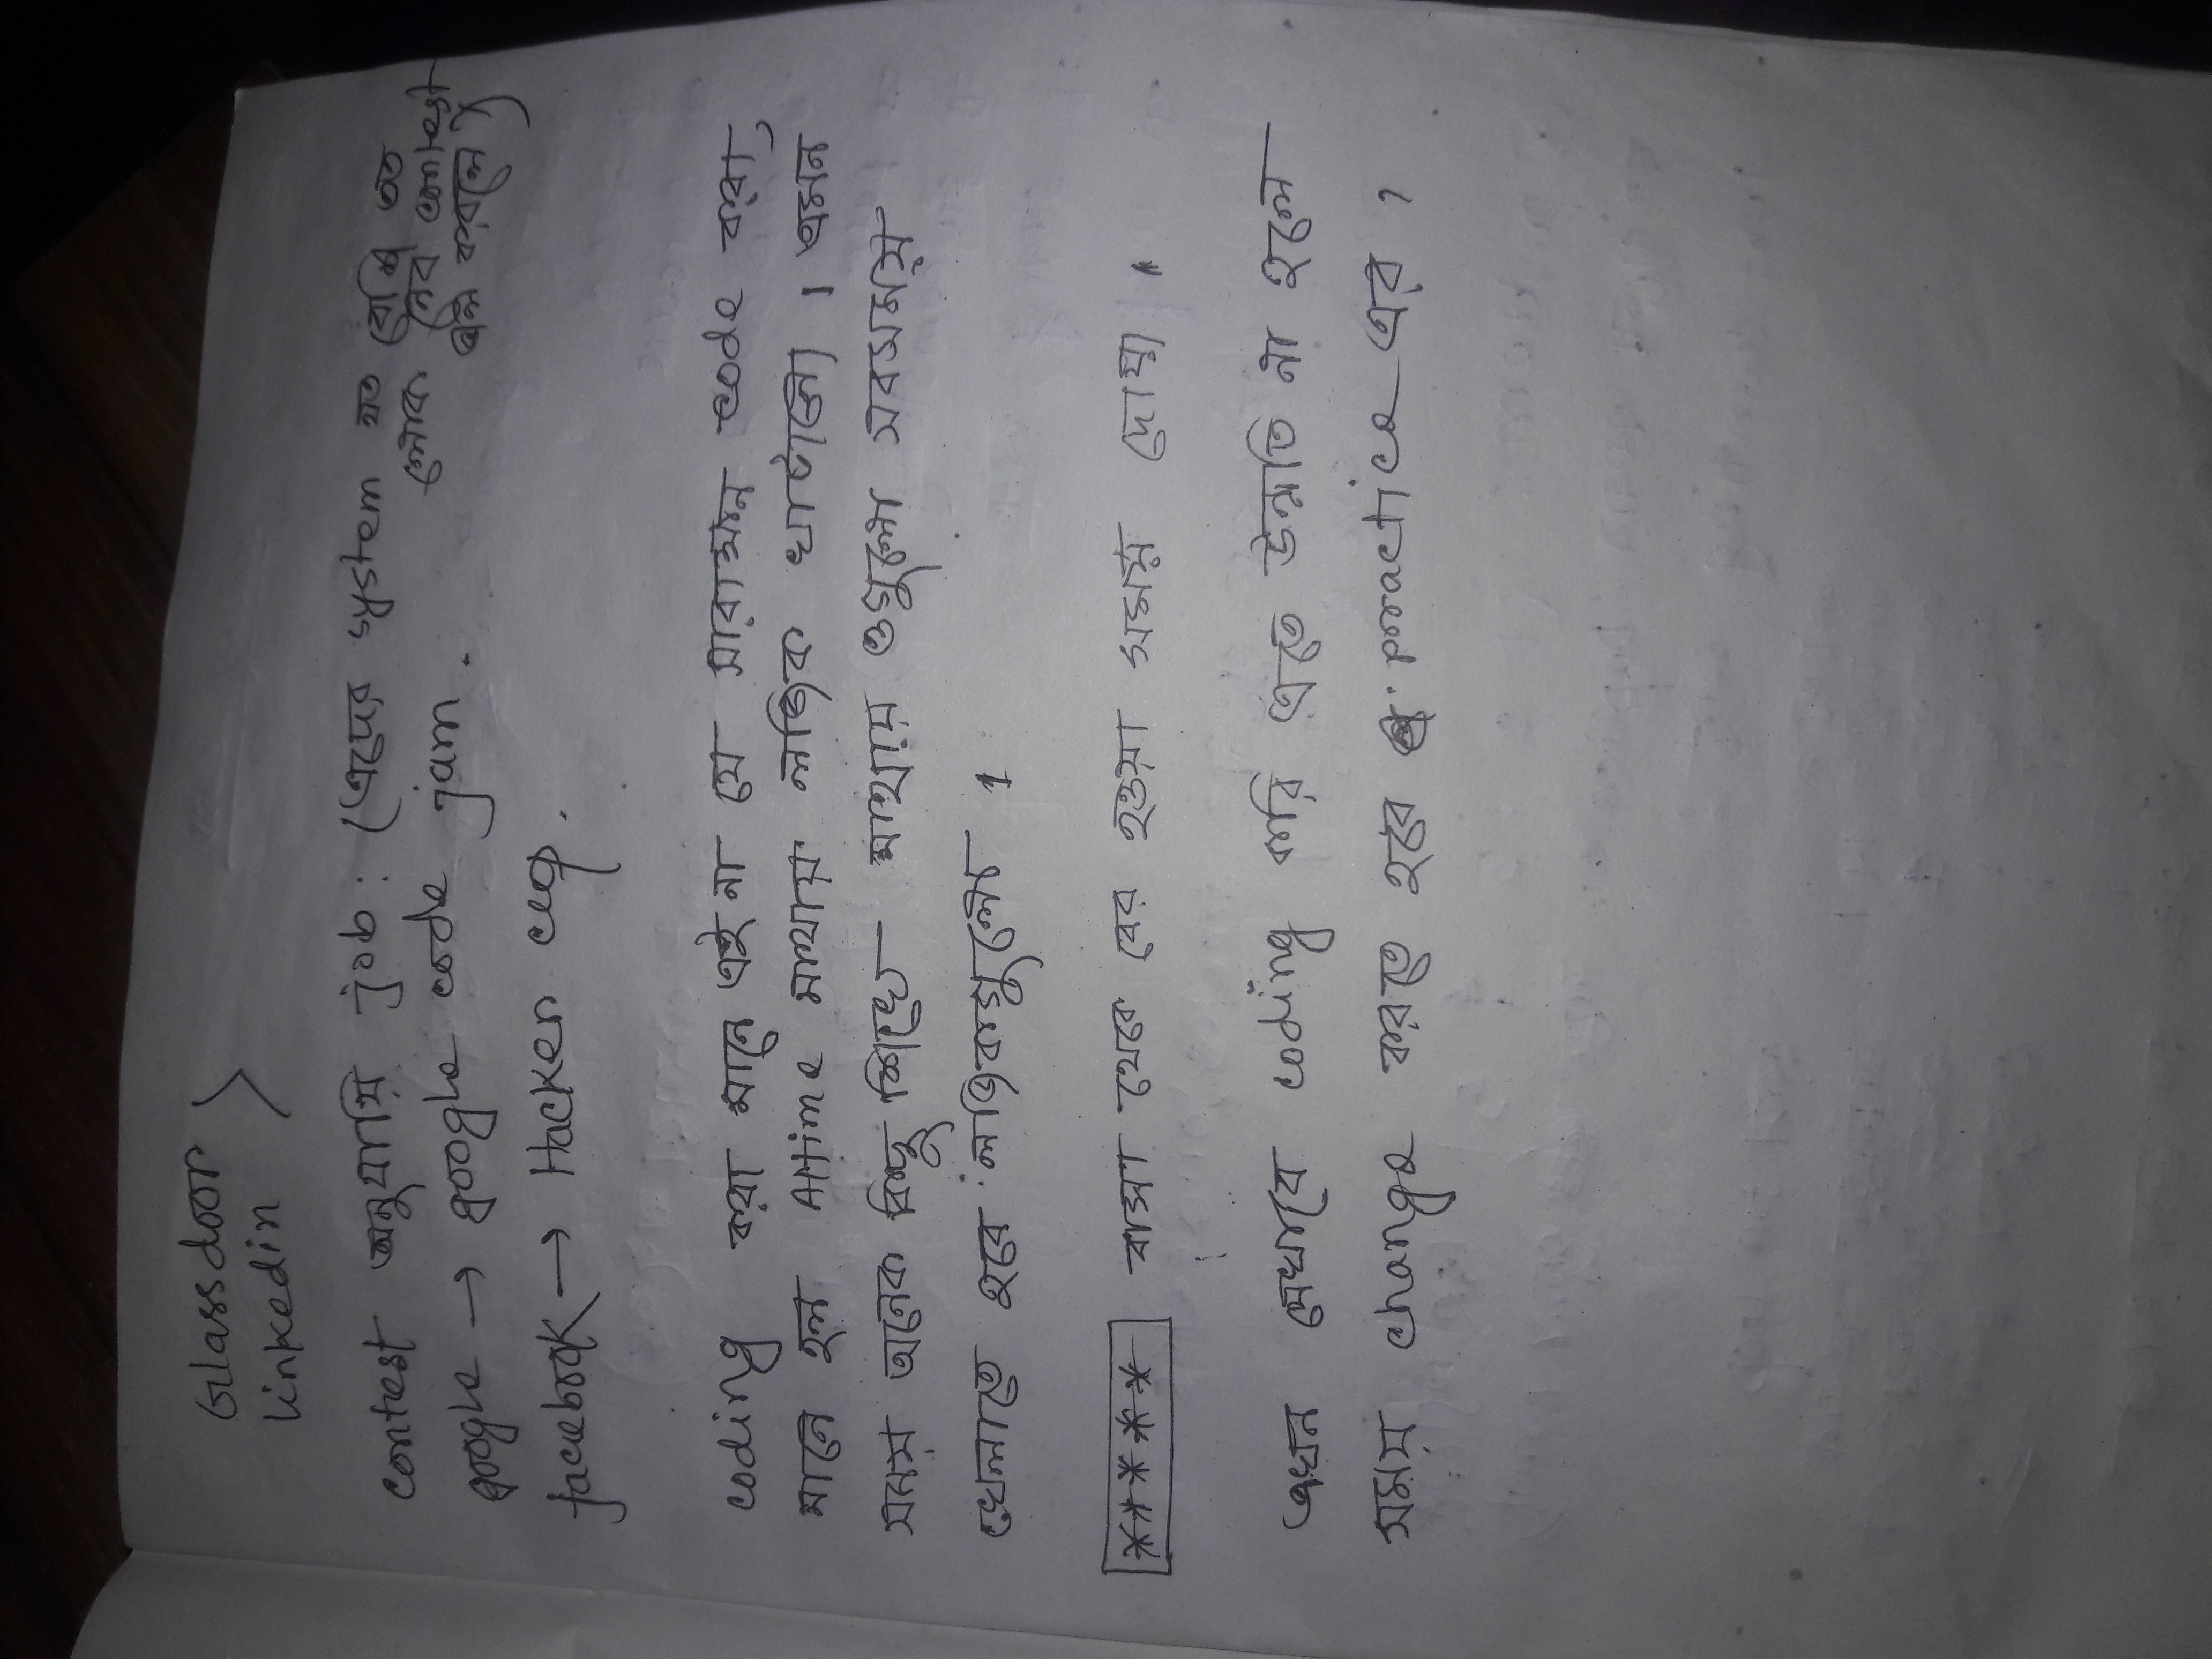 Glassdoor
linkedin
contest অনুযায়ি job : (এদের system যত বেশি তত
লোক নেব contest
google → google code jam .
করলে)
facebook → Hacker cup .
coding করা মানে এই না যে সারাক্ষন code করা,
মানে হল Alltime মাথায় লজিক খাটানো । এমন
সময় অনেক কিছু শিখে মাথায় ওগুলো সবসময়
খেলাতে হবে লজিকগুলো ।
***** বাসা থেকে বের হওয়া সময় দোয়া ।
এখন যেভাবে coding করি এতে উন্নতি না হলে
সময় change করতে হবে practice এর ,